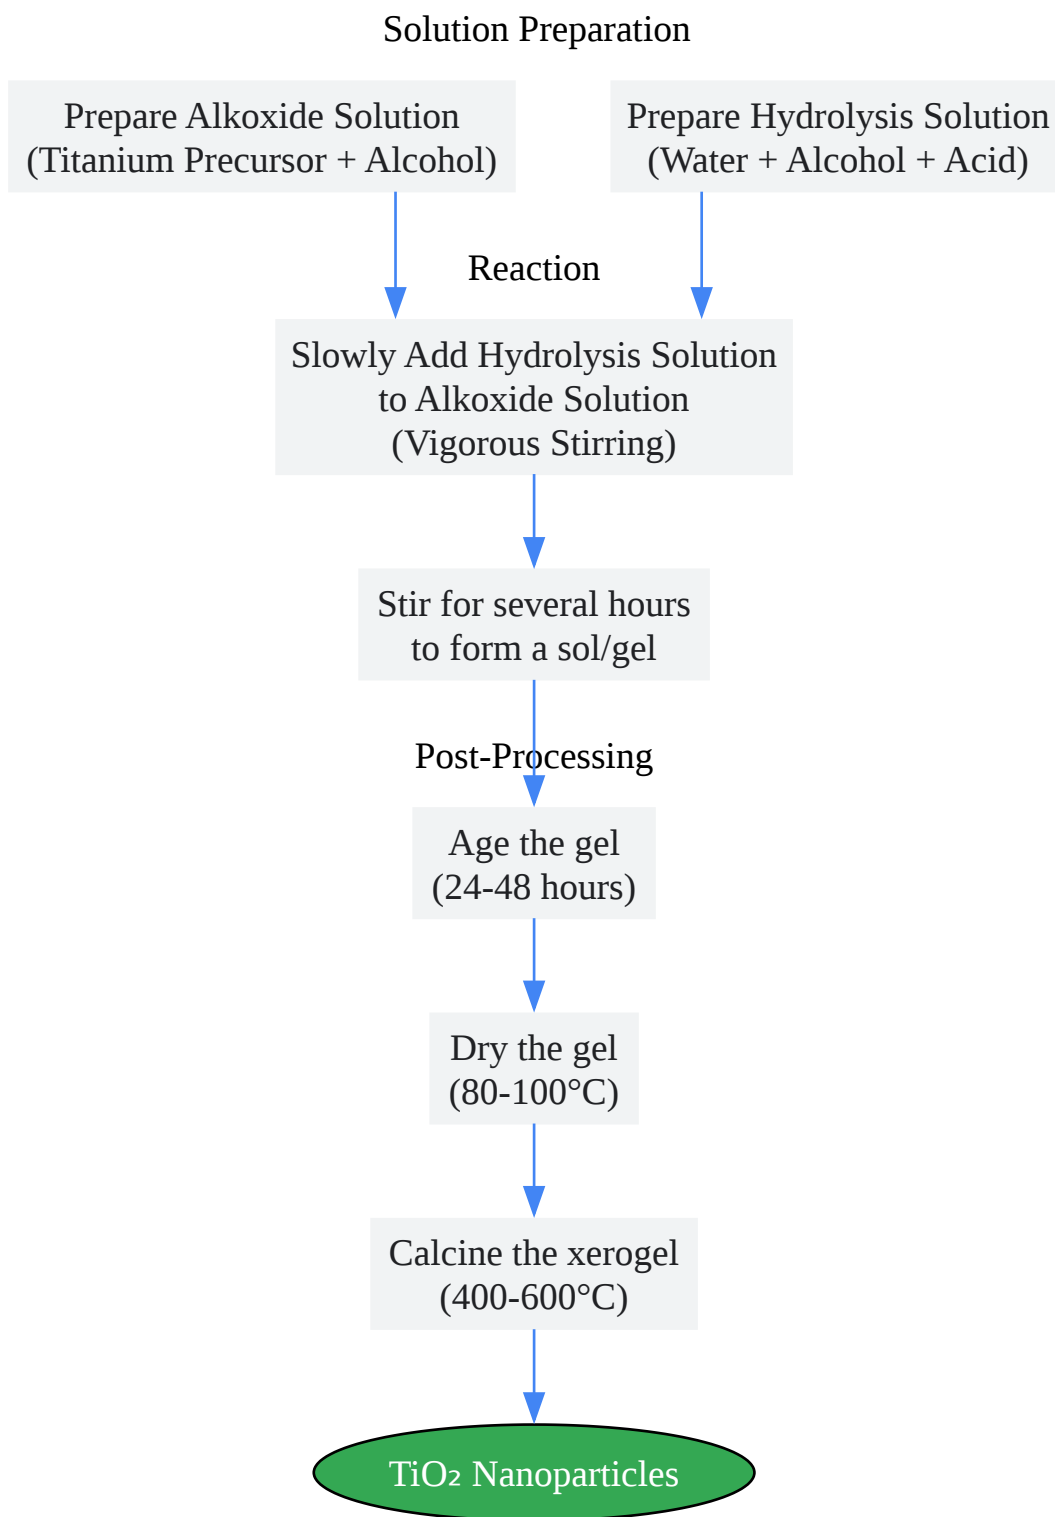 Solution Preparation
Prepare Alkoxide Solution
(Titanium Precursor + Alcohol)
Prepare Hydrolysis Solution
(Water + Alcohol + Acid)
Reaction
Slowly Add Hydrolysis Solution
to Alkoxide Solution
(Vigorous Stirring)
Stir for several hours
to form a sol/gel
Post-Processing
Age the gel
(24-48 hours)
Dry the gel
(80-100°C)
Calcine the xerogel
(400-600°C)
TiO₂ Nanoparticles